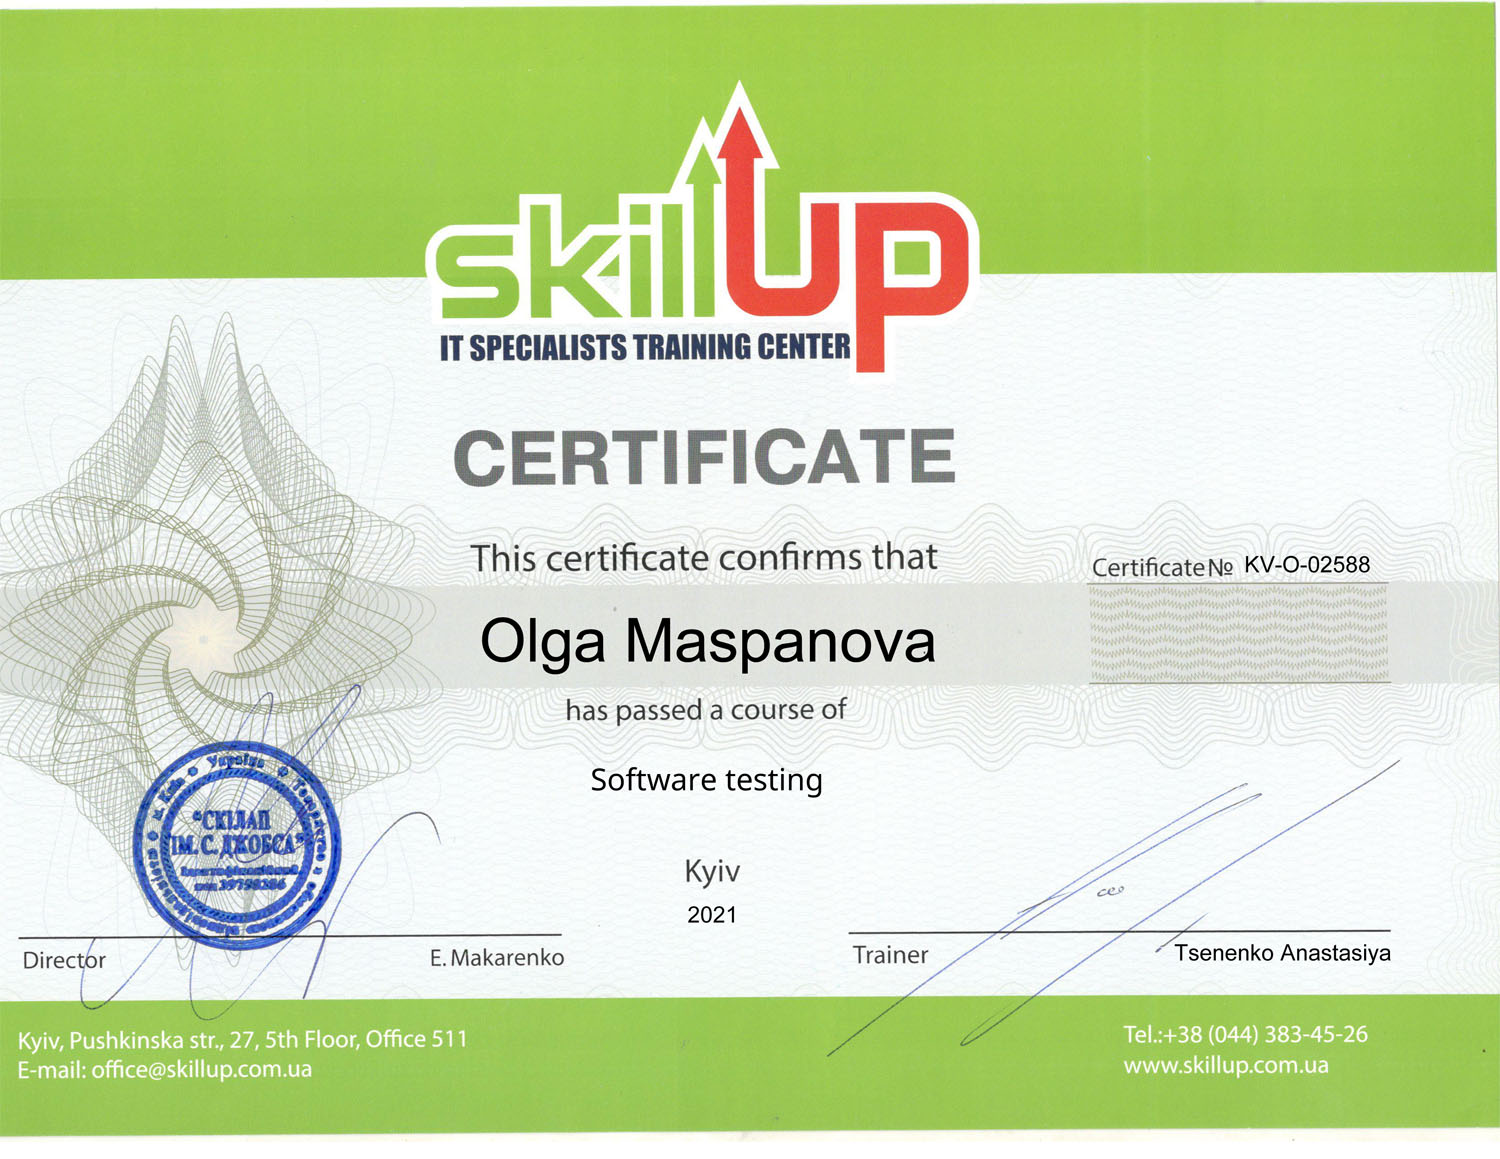 skillup
IT SPECIALISTS TRAINING CENTER
CERTIFICATE
This certificate confirms that
Certificate № KV-O-02588
Olga Maspanova
has passed a course of
Software testing
Kyiv
2021
Україна
м. Київ
"СКІЛАП
ІМ. С. ДЖОБСА"
Director
E. Makarenko
Trainer
Tsenenko Anastasiya
Kyiv, Pushkinska str., 27, 5th Floor, Office 511
E-mail: office@skillup.com.ua
Tel.:+38 (044) 383-45-26
www.skillup.com.ua